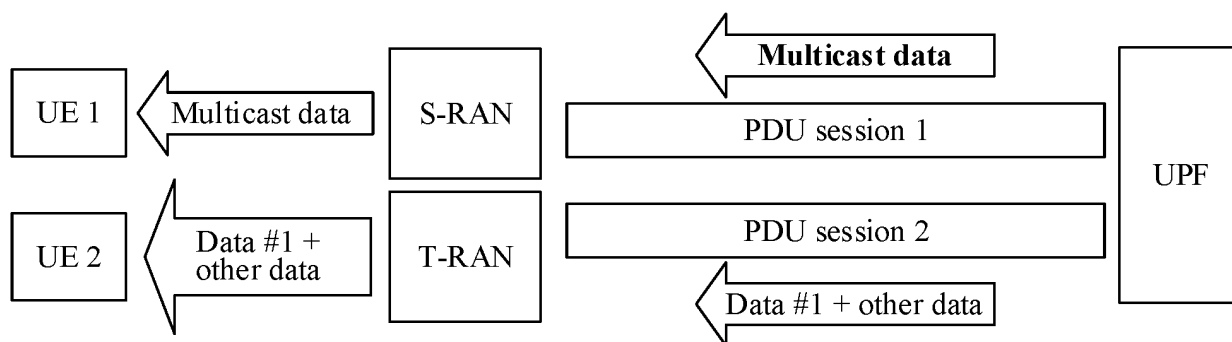 Multicast data
UE 1
Multicast data
S-RAN
PDU session 1
UPF
UE 2
Data #1 +
other data
T-RAN
PDU session 2
Data #1 + other data